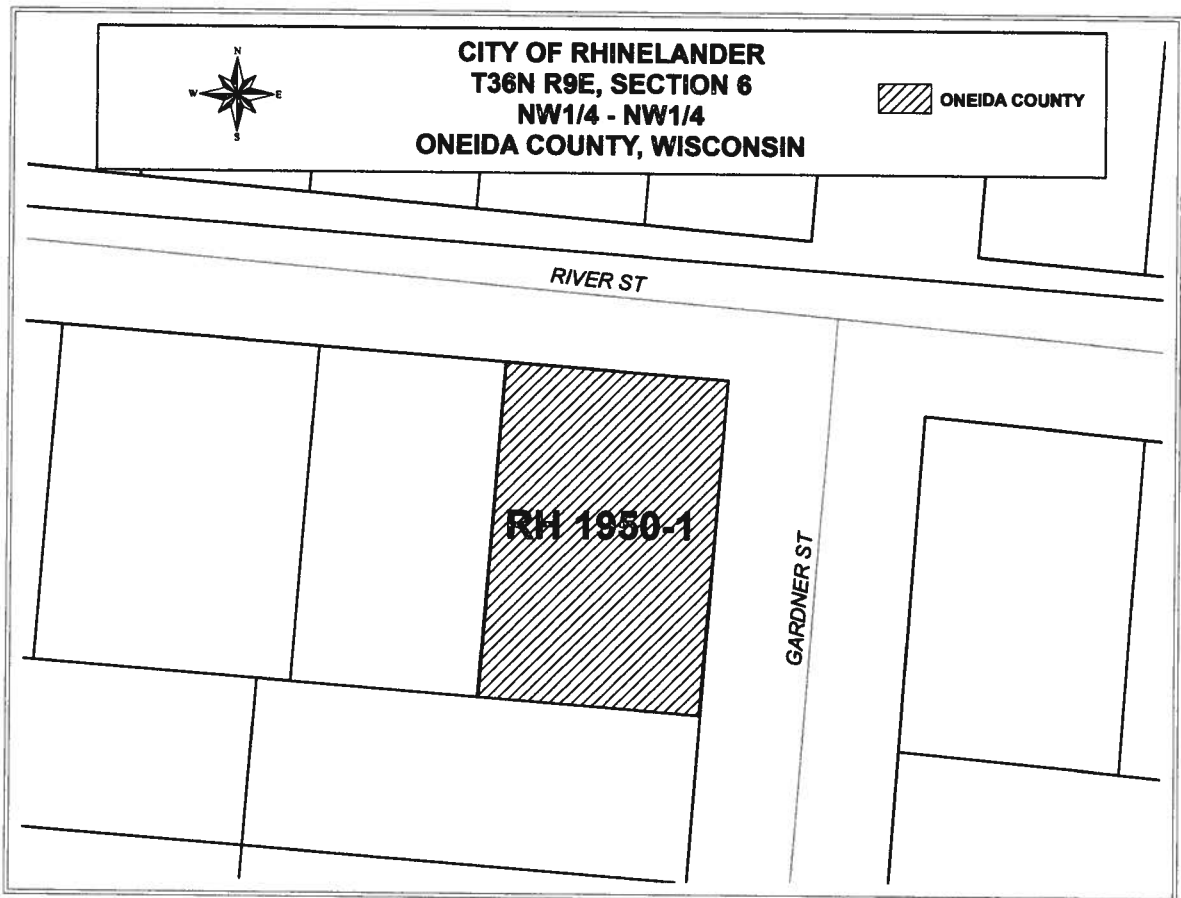 CITY OF RHINELANDER
T36N R9E, SECTION 6
NW1/4 - NW1/4
ONEIDA COUNTY, WISCONSIN
N
W
E
S
ONEIDA COUNTY
RIVER ST
RH 1950-1
GARDNER ST